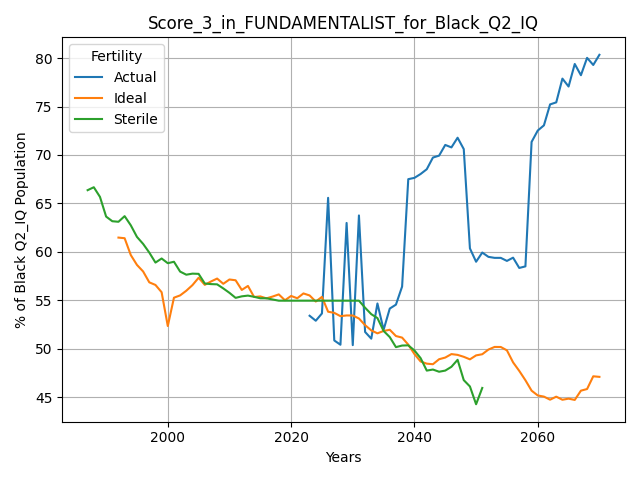 Score_3_in_FUNDAMENTALIST_for_Black_Q2_IQ
Fertility
Actual
Ideal
Sterile
% of Black Q2_IQ Population
80
75
70
65
60
55
50
45
2000
2020
2040
2060
Years